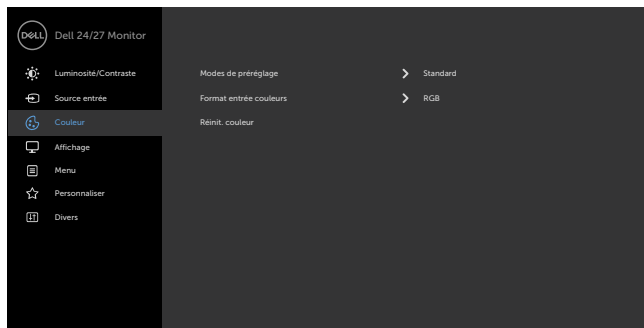 DELL
Dell 24/27 Monitor
Luminosité/Contraste
Modes de préréglage
Standard
Source entrée
Format entrée couleurs
RGB
Couleur
Réinit. couleur
Affichage
Menu
Personnaliser
Divers